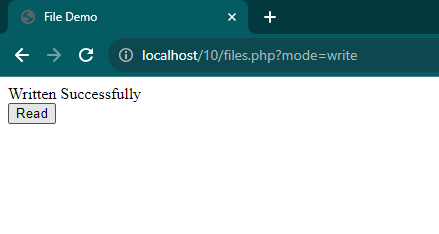 File Demo
localhost/10/files.php?mode=write
Written Successfully
Read